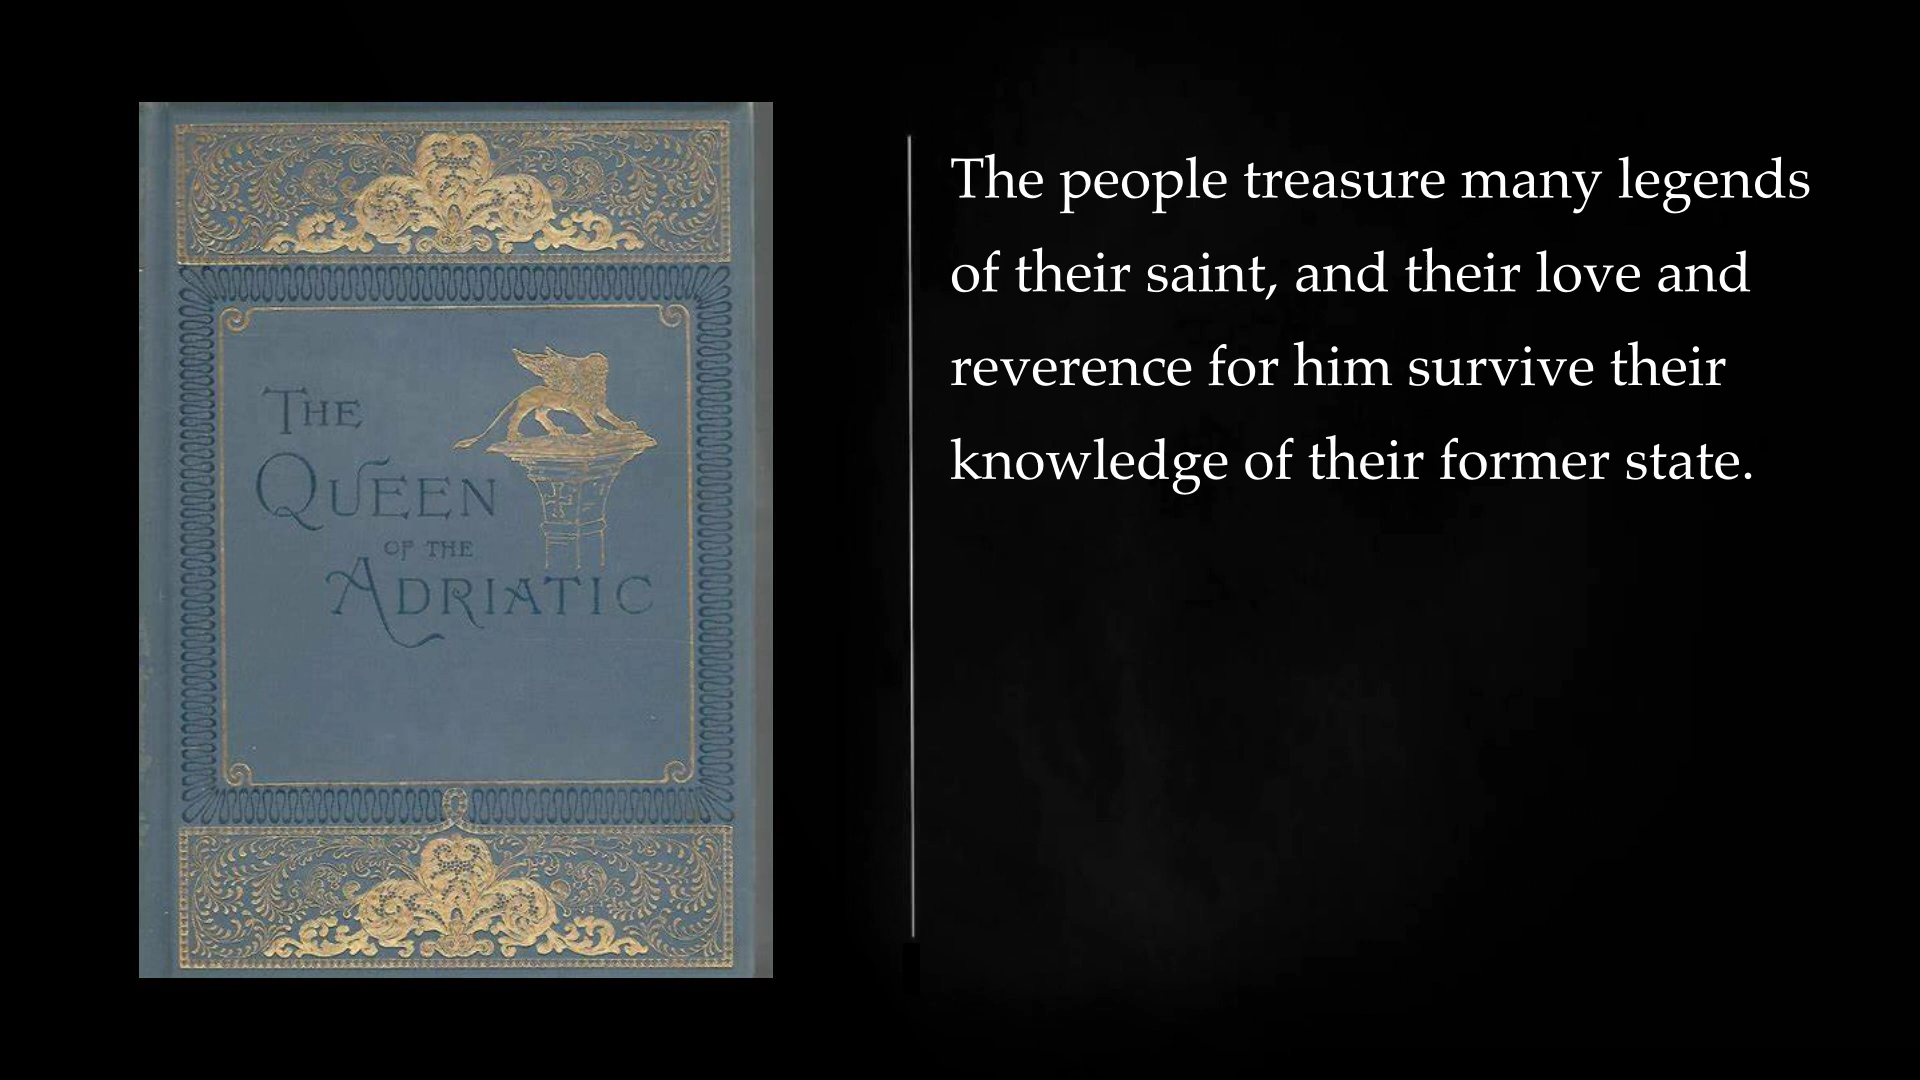 THE
QUEEN
OF THE
ADRIATIC
The people treasure many legends
of their saint, and their love and
reverence for him survive their
knowledge of their former state.